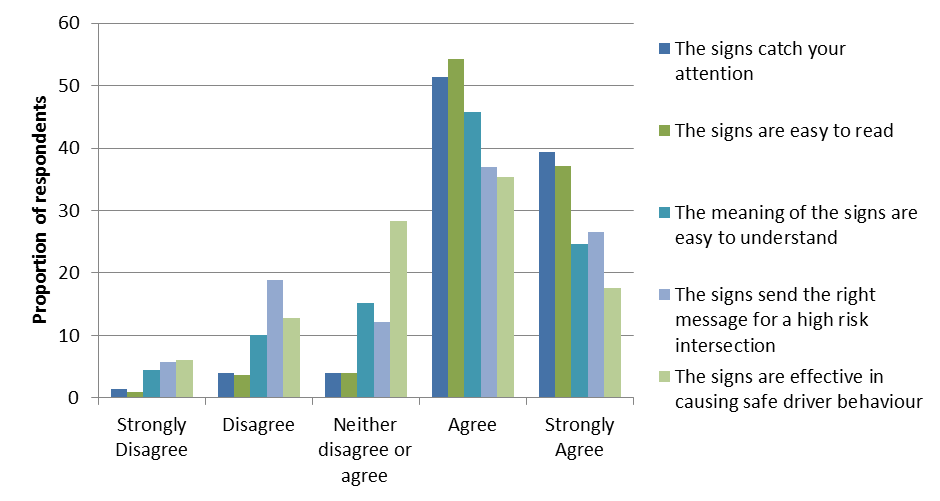 60
50
40
30
20
10
0
Proportion of respondents
Strongly
Disagree
Disagree
Neither
disagree or
agree
Agree
Strongly
Agree
The signs catch your
attention
The signs are easy to read
The meaning of the signs are
easy to understand
The signs send the right
message for a high risk
intersection
The signs are effective in
causing safe driver behaviour